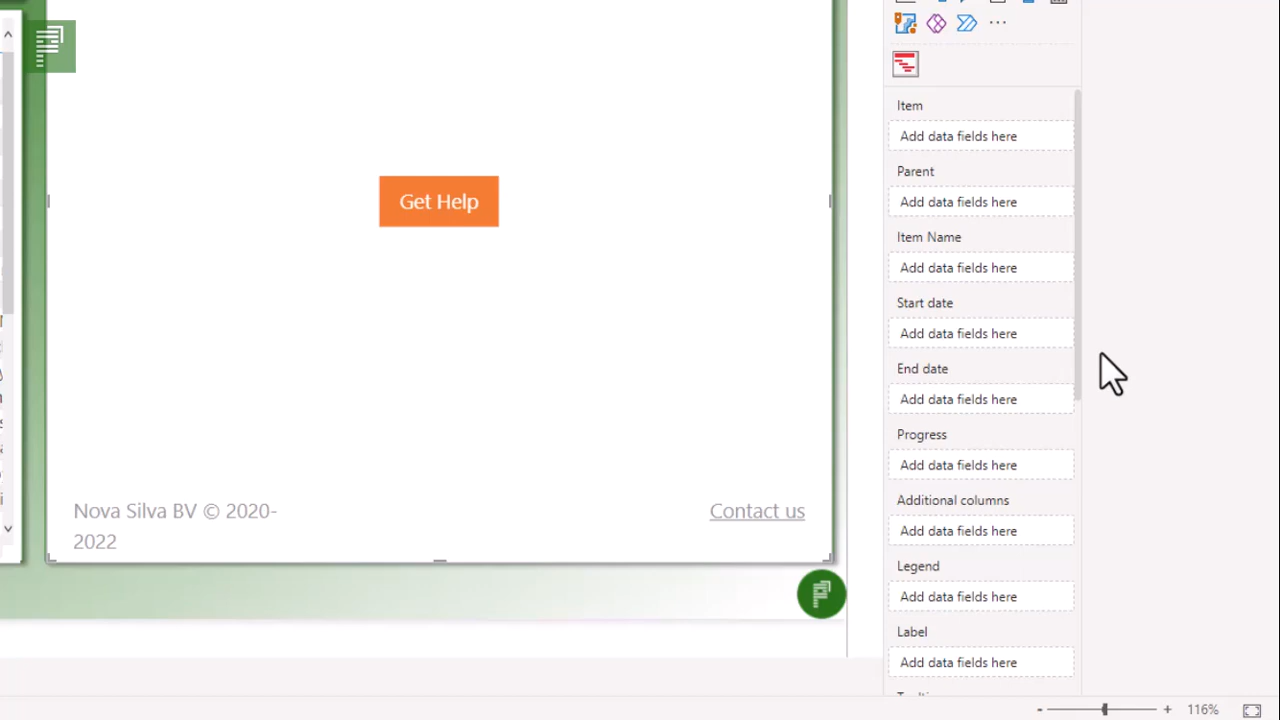 Item
Add data fields here
Parent
Add data fields here
Item Name
Add data fields here
Start date
Add data fields here
End date
Add data fields here
Progress
Add data fields here
Additional columns
Add data fields here
Legend
Add data fields here
Label
Add data fields here
Get Help
Nova Silva BV © 2020-
2022
Contact us
- + 116%